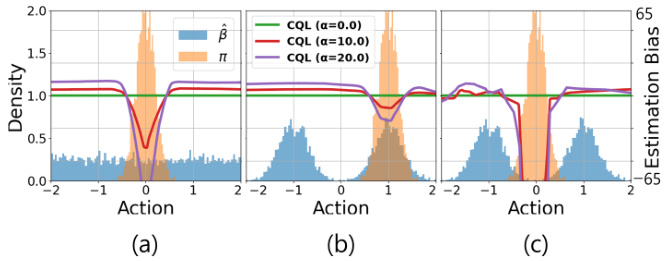 2.0
1.5
1.0
0.5
0.0
Density
β̂
π
−2 −1 0 1 2
Action
(a)
CQL (α=0.0)
CQL (α=10.0)
CQL (α=20.0)
−2 −1 0 1 2
Action
(b)
−2 −1 0 1 2
Action
(c)
65
−65
Estimation Bias